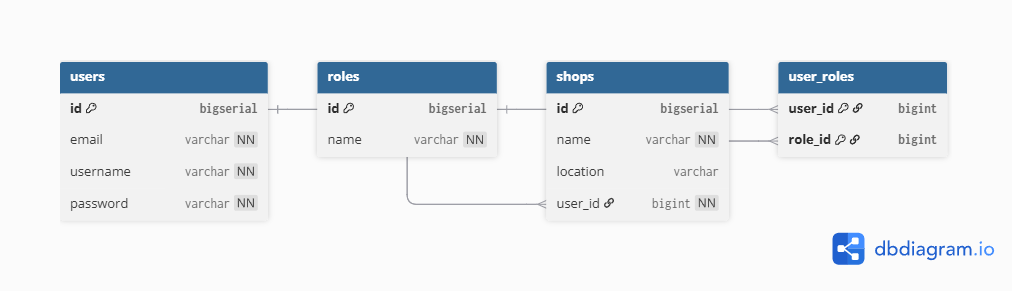 users
id bigserial
email varchar NN
username varchar NN
password varchar NN
roles
id bigserial
name varchar NN
shops
id bigserial
name varchar NN
location varchar
user_id bigint NN
user_roles
user_id bigint
role_id bigint
dbdiagram.io